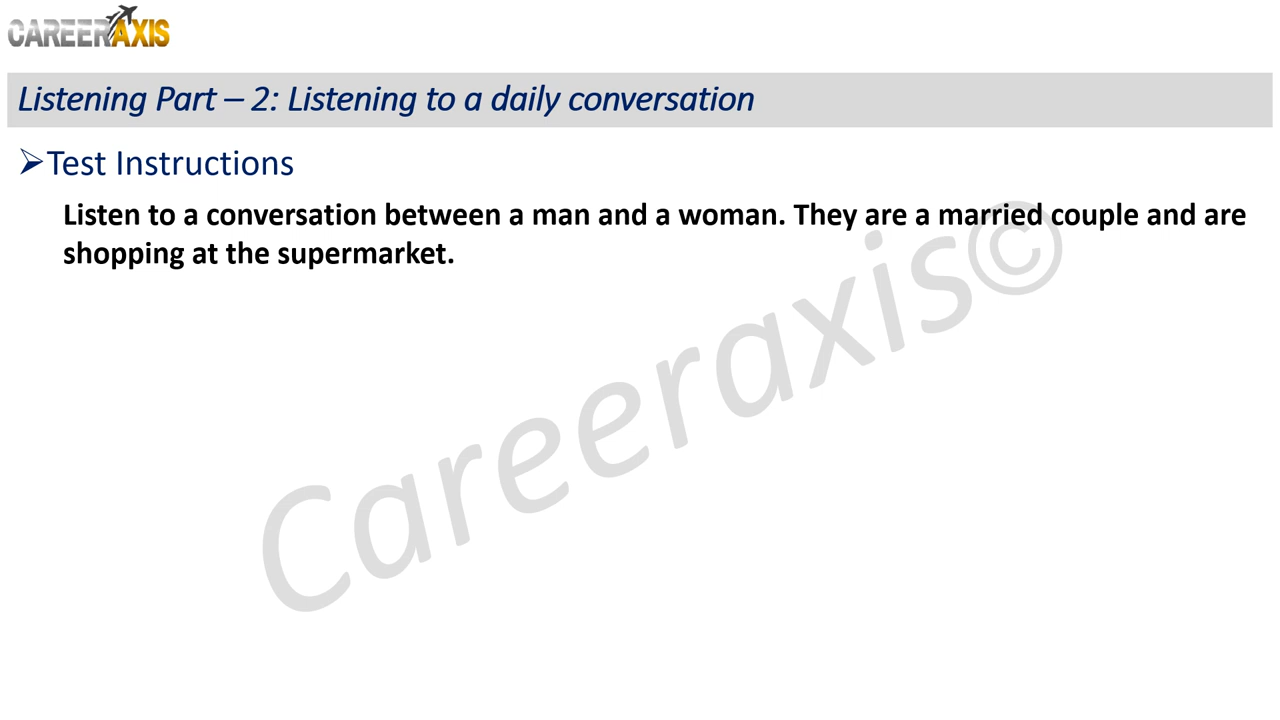 CAREERAXIS
Listening Part – 2: Listening to a daily conversation
➢Test Instructions
Listen to a conversation between a man and a woman. They are a married couple and are
shopping at the supermarket.
Careeraxis©